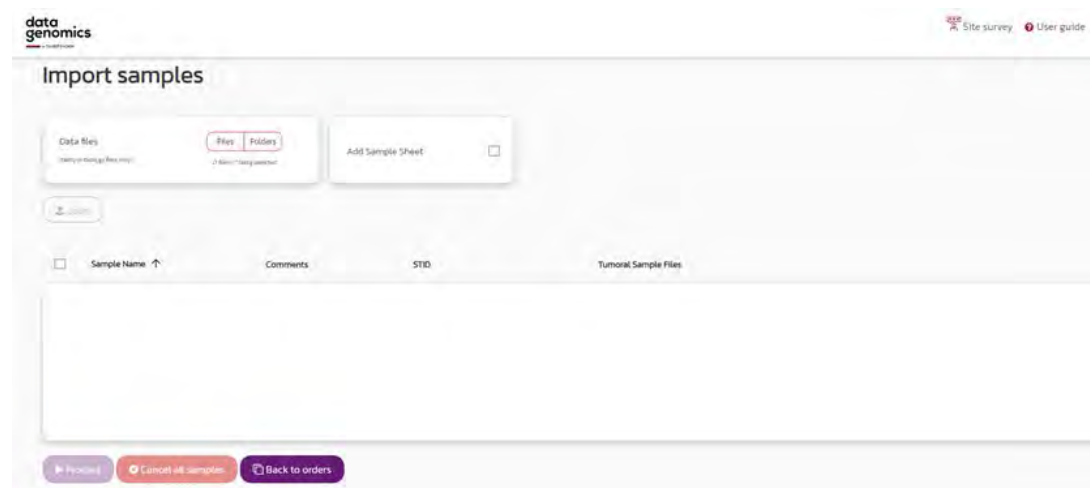 data
genomics
Site survey
User guide
Import samples
Data files
Files Folders
Add Sample Sheet
Sample Name ↑
Comments
STID
Tumoral Sample Files
Proceed
Cancel all samples
Back to orders